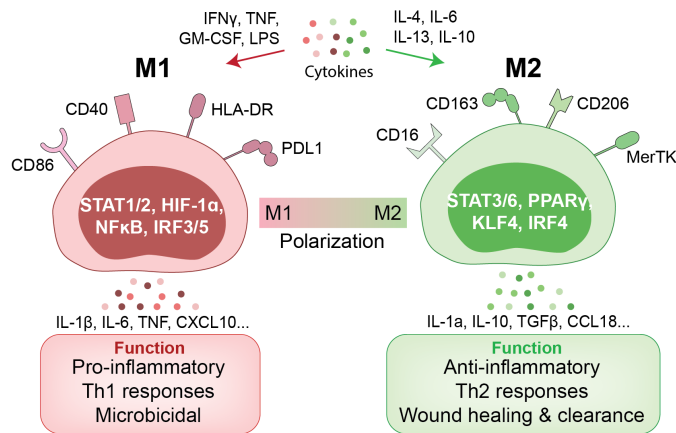 IFNγ, TNF,
GM-CSF, LPS
IL-4, IL-6
IL-13, IL-10
Cytokines
M1
M2
CD40
HLA-DR
CD86
PDL1
CD163
CD206
CD16
MerTK
STAT1/2, HIF-1α,
NFκB, IRF3/5
STAT3/6, PPARγ,
KLF4, IRF4
M1 M2
Polarization
IL-1β, IL-6, TNF, CXCL10...
IL-1a, IL-10, TGFβ, CCL18...
Function
Pro-inflammatory
Th1 responses
Microbicidal
Function
Anti-inflammatory
Th2 responses
Wound healing & clearance